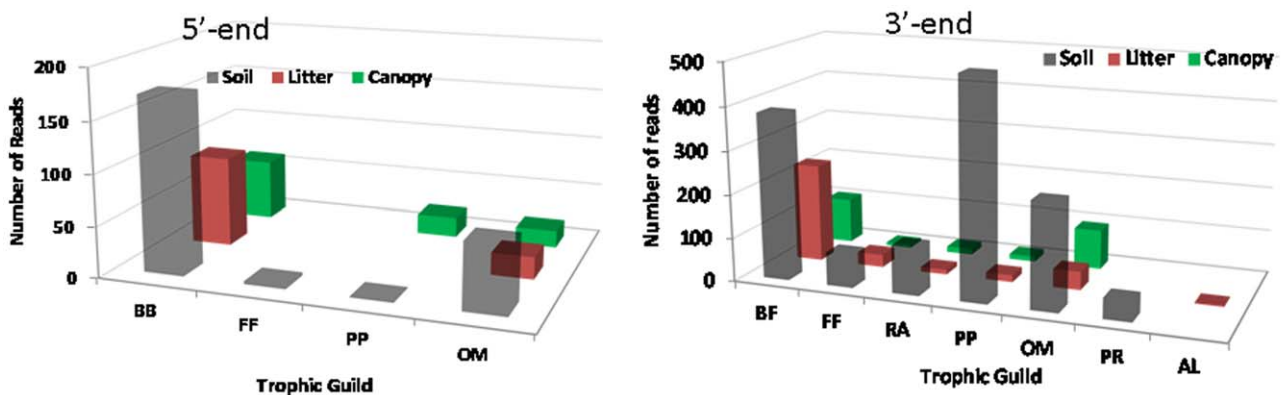 5’-end
Soil Litter Canopy
Number of Reads
200
150
100
50
0
BB FF PP OM
Trophic Guild
3’-end
Soil Litter Canopy
Number of reads
500
400
300
200
100
0
BF FF RA PP OM PR AL
Trophic Guild